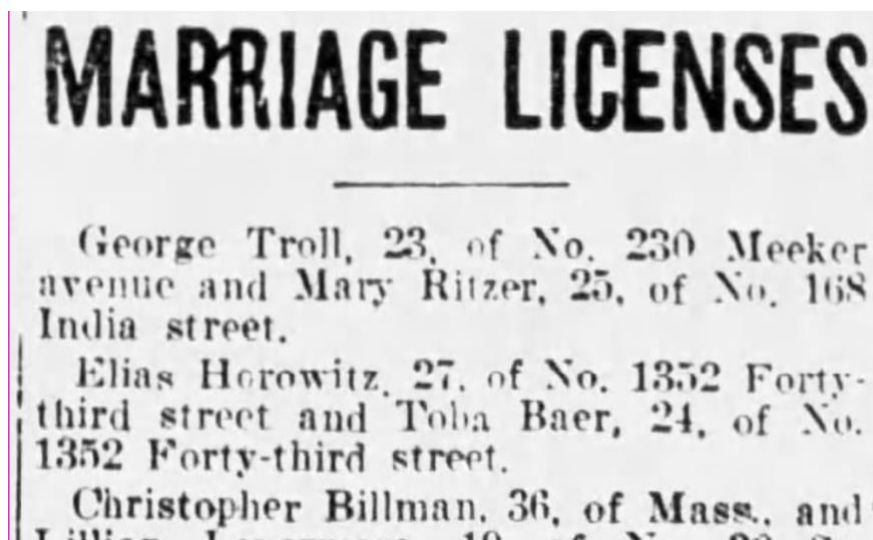 MARRIAGE LICENSES
George Troll, 23, of No. 230 Meeker
avenue and Mary Ritzer, 25, of No. 168
India street.
Elias Horowitz, 27, of No. 1352 Forty-
third street and Toba Baer, 24, of No.
1352 Forty-third street.
Christopher Billman, 36, of Mass., and
Lillian